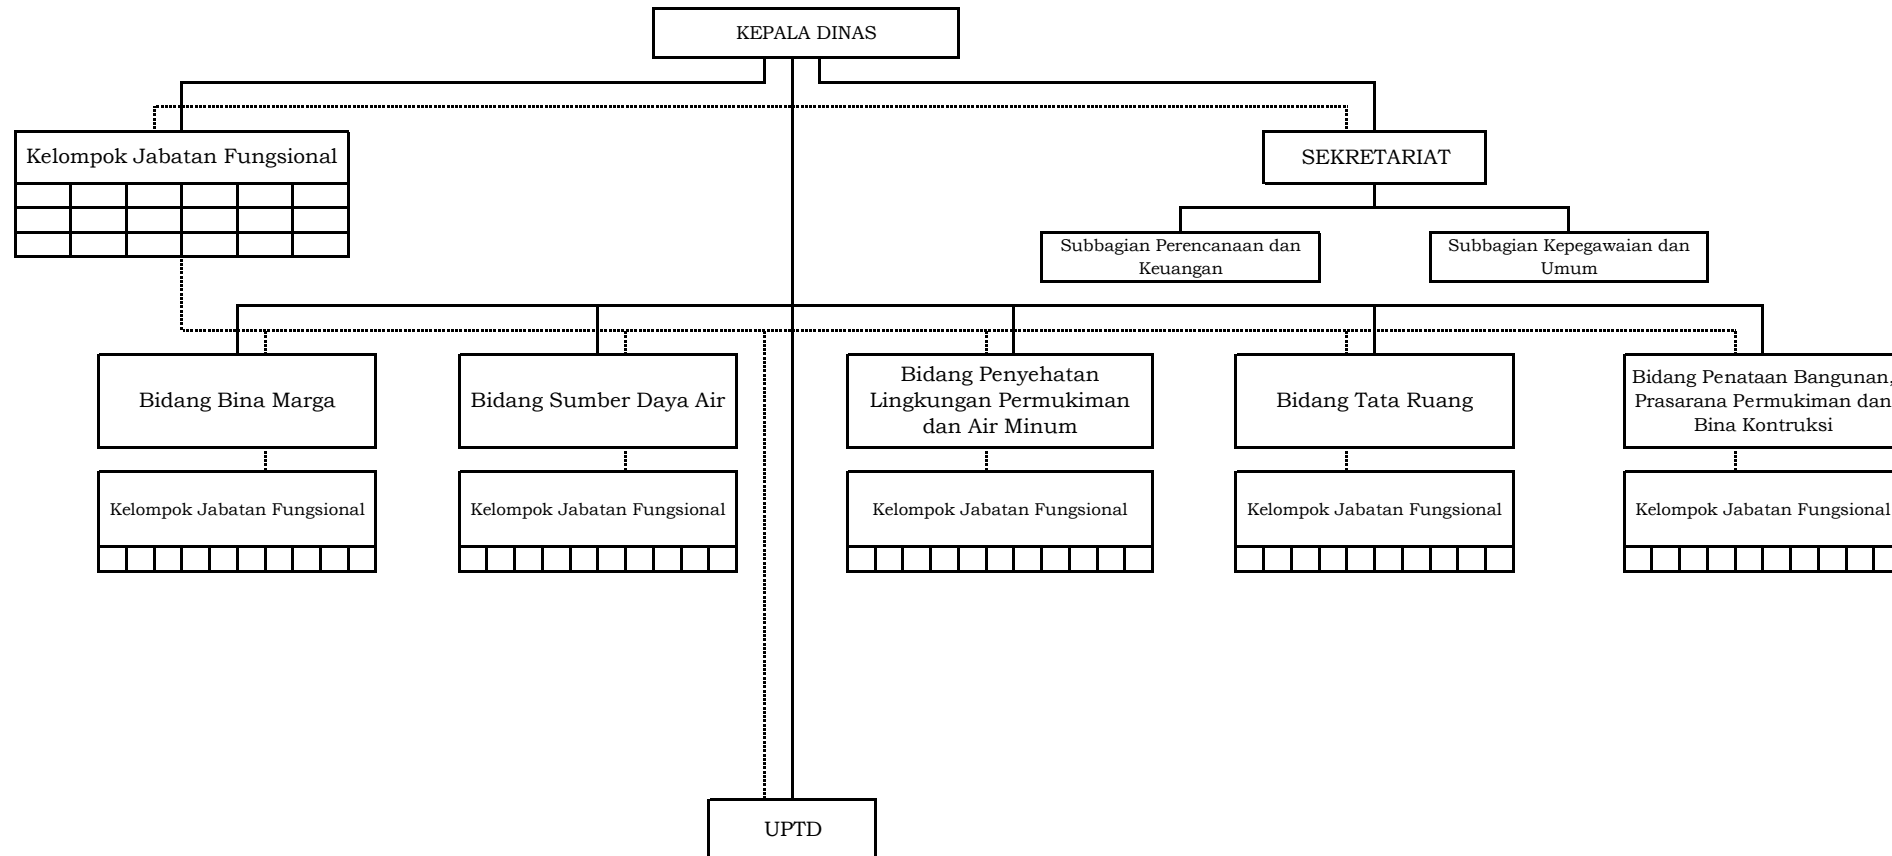 KEPALA DINAS
Kelompok Jabatan Fungsional
SEKRETARIAT
Subbagian Perencanaan dan
Keuangan
Subbagian Kepegawaian dan
Umum
Bidang Bina Marga
Bidang Sumber Daya Air
Bidang Penyehatan
Lingkungan Permukiman
dan Air Minum
Bidang Tata Ruang
Bidang Penataan Bangunan,
Prasarana Permukiman dan
Bina Kontruksi
Kelompok Jabatan Fungsional
Kelompok Jabatan Fungsional
Kelompok Jabatan Fungsional
Kelompok Jabatan Fungsional
Kelompok Jabatan Fungsional
UPTD